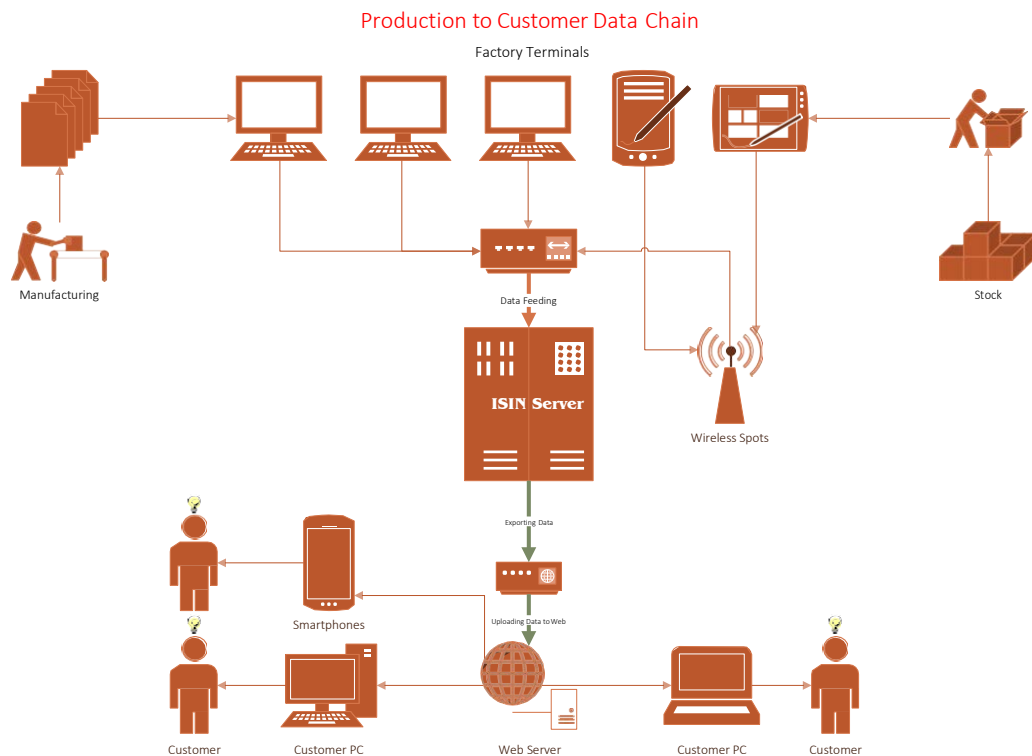 Production to Customer Data Chain
Factory Terminals
Manufacturing
Data Feeding
Stock
ISIN Server
Wireless Spots
Exporting Data
Smartphones
Uploading Data to Web
Customer
Customer PC
Web Server
Customer PC
Customer